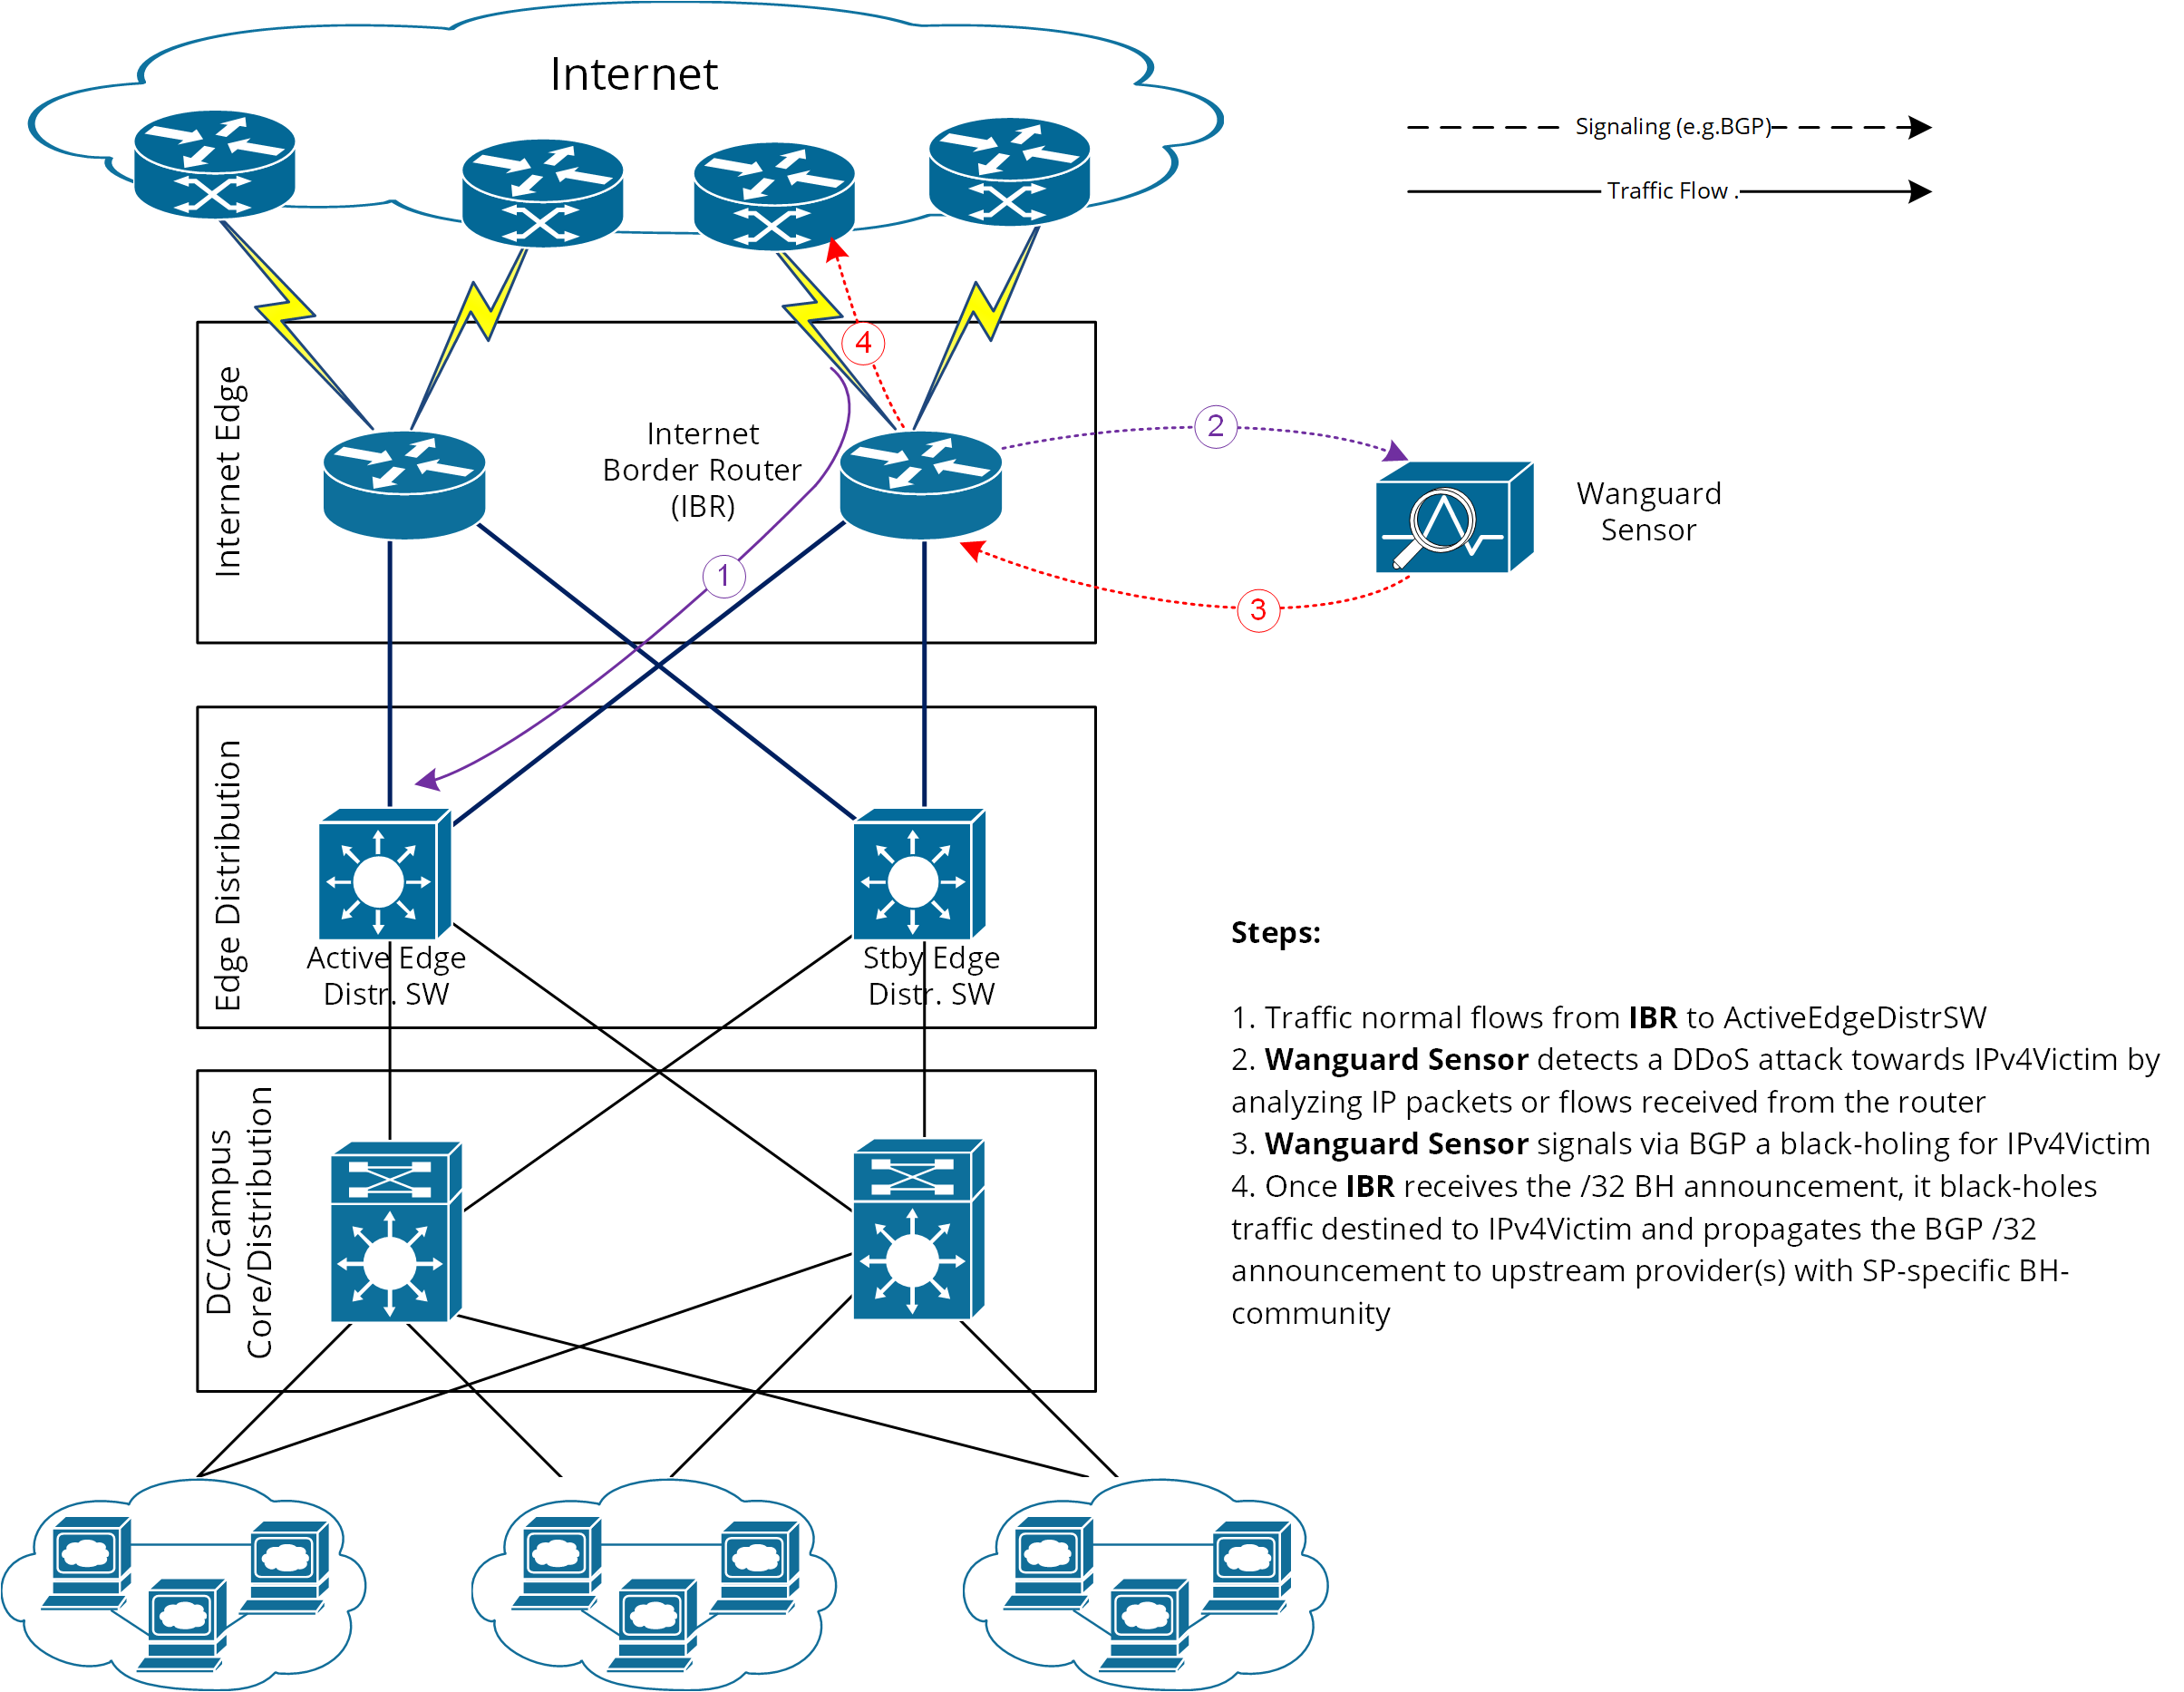 Internet
Signaling (e.g.BGP)
Traffic Flow .
4
Internet Edge
Internet
Border Router
(IBR)
2
Wanguard
Sensor
1
3
Edge Distribution
Active Edge
Distr. SW
Stby Edge
Distr. SW
DC/Campus
Core/Distribution
Steps:
1. Traffic normal flows from IBR to ActiveEdgeDistrSW
2. Wanguard Sensor detects a DDoS attack towards IPv4Victim by
analyzing IP packets or flows received from the router
3. Wanguard Sensor signals via BGP a black-holing for IPv4Victim
4. Once IBR receives the /32 BH announcement, it black-holes
traffic destined to IPv4Victim and propagates the BGP /32
announcement to upstream provider(s) with SP-specific BH-
community